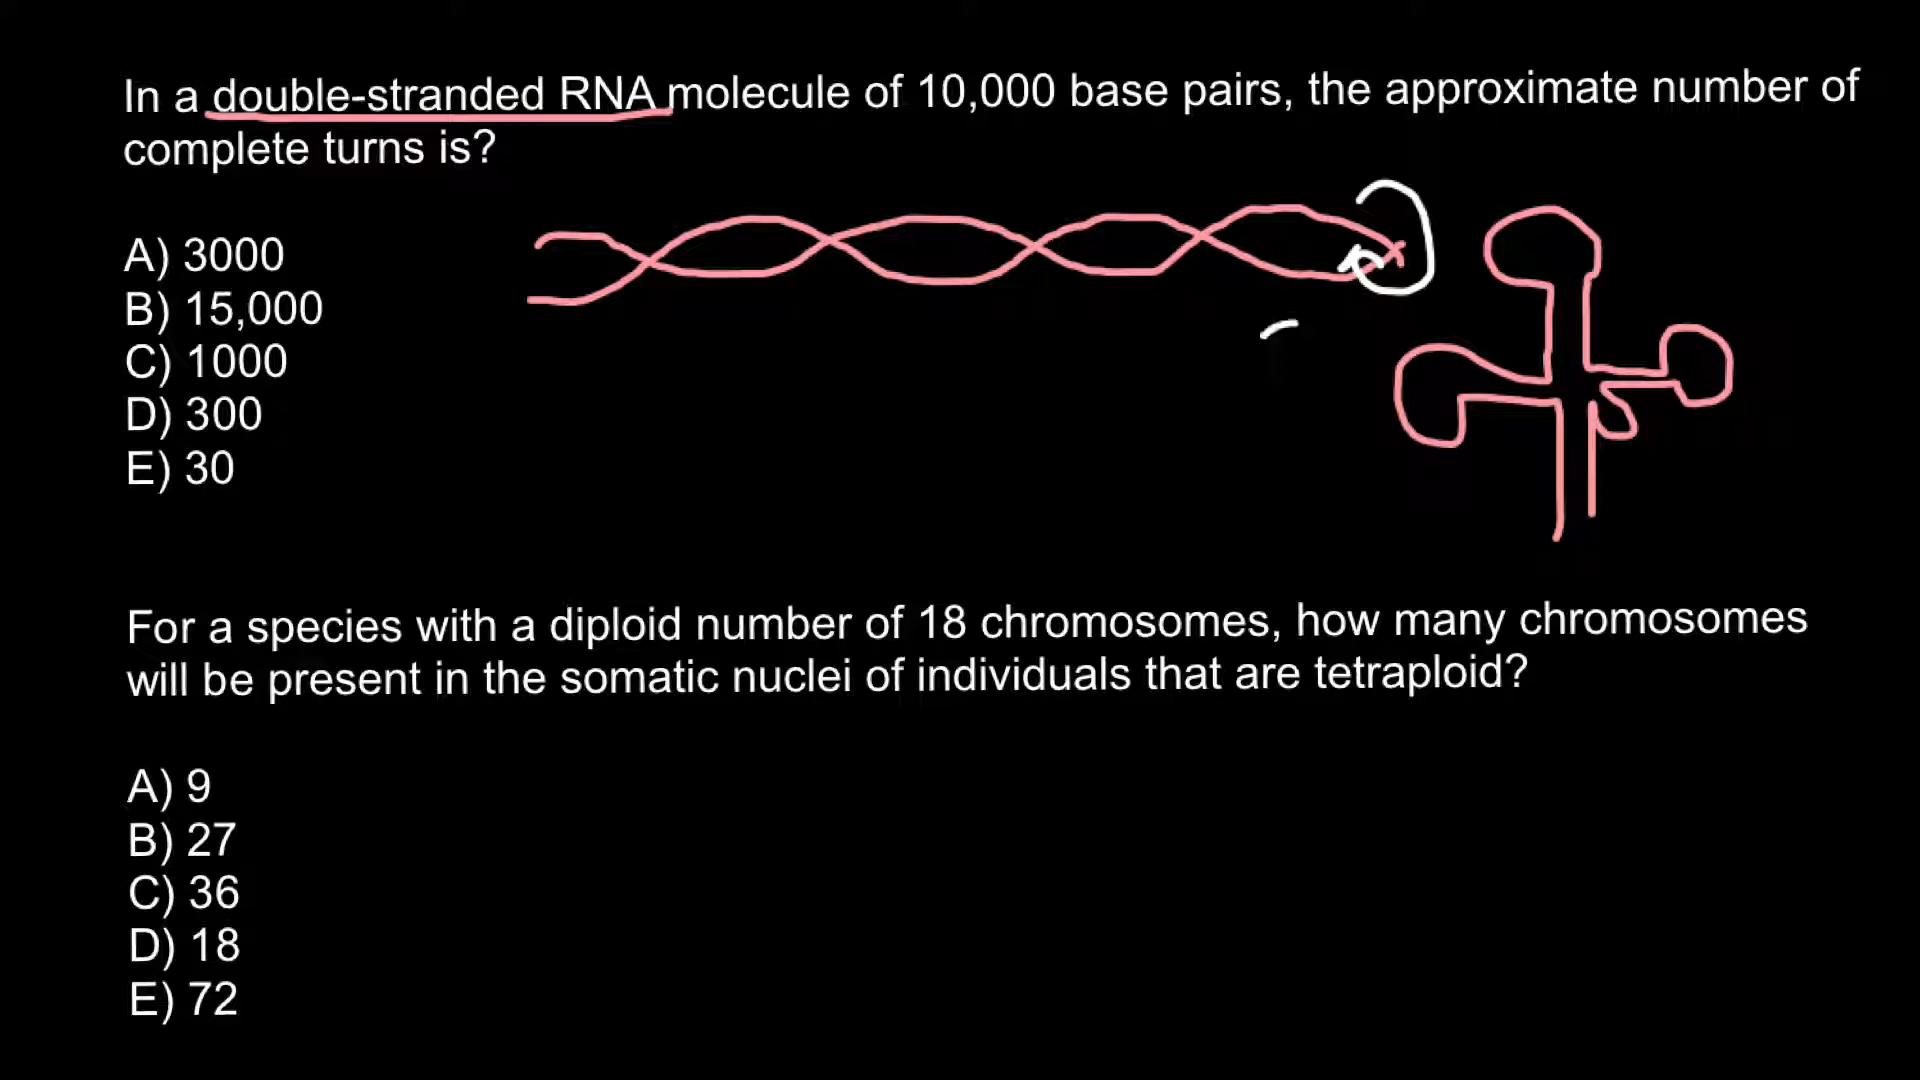 In a double-stranded RNA molecule of 10,000 base pairs, the approximate number of
complete turns is?
A) 3000
B) 15,000
C) 1000
D) 300
E) 30
For a species with a diploid number of 18 chromosomes, how many chromosomes
will be present in the somatic nuclei of individuals that are tetraploid?
A) 9
B) 27
C) 36
D) 18
E) 72